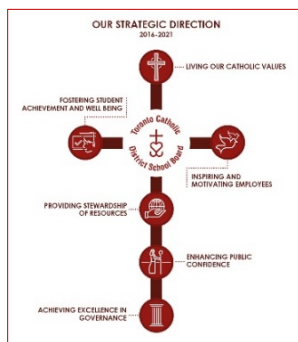 OUR STRATEGIC DIRECTION
2016-2021
LIVING OUR CATHOLIC VALUES
FOSTERING STUDENT
ACHIEVEMENT AND WELL BEING
Toronto Catholic
District School Board
INSPIRING AND
MOTIVATING EMPLOYEES
PROVIDING STEWARDSHIP
OF RESOURCES
ENHANCING PUBLIC
CONFIDENCE
ACHIEVING EXCELLENCE IN
GOVERNANCE